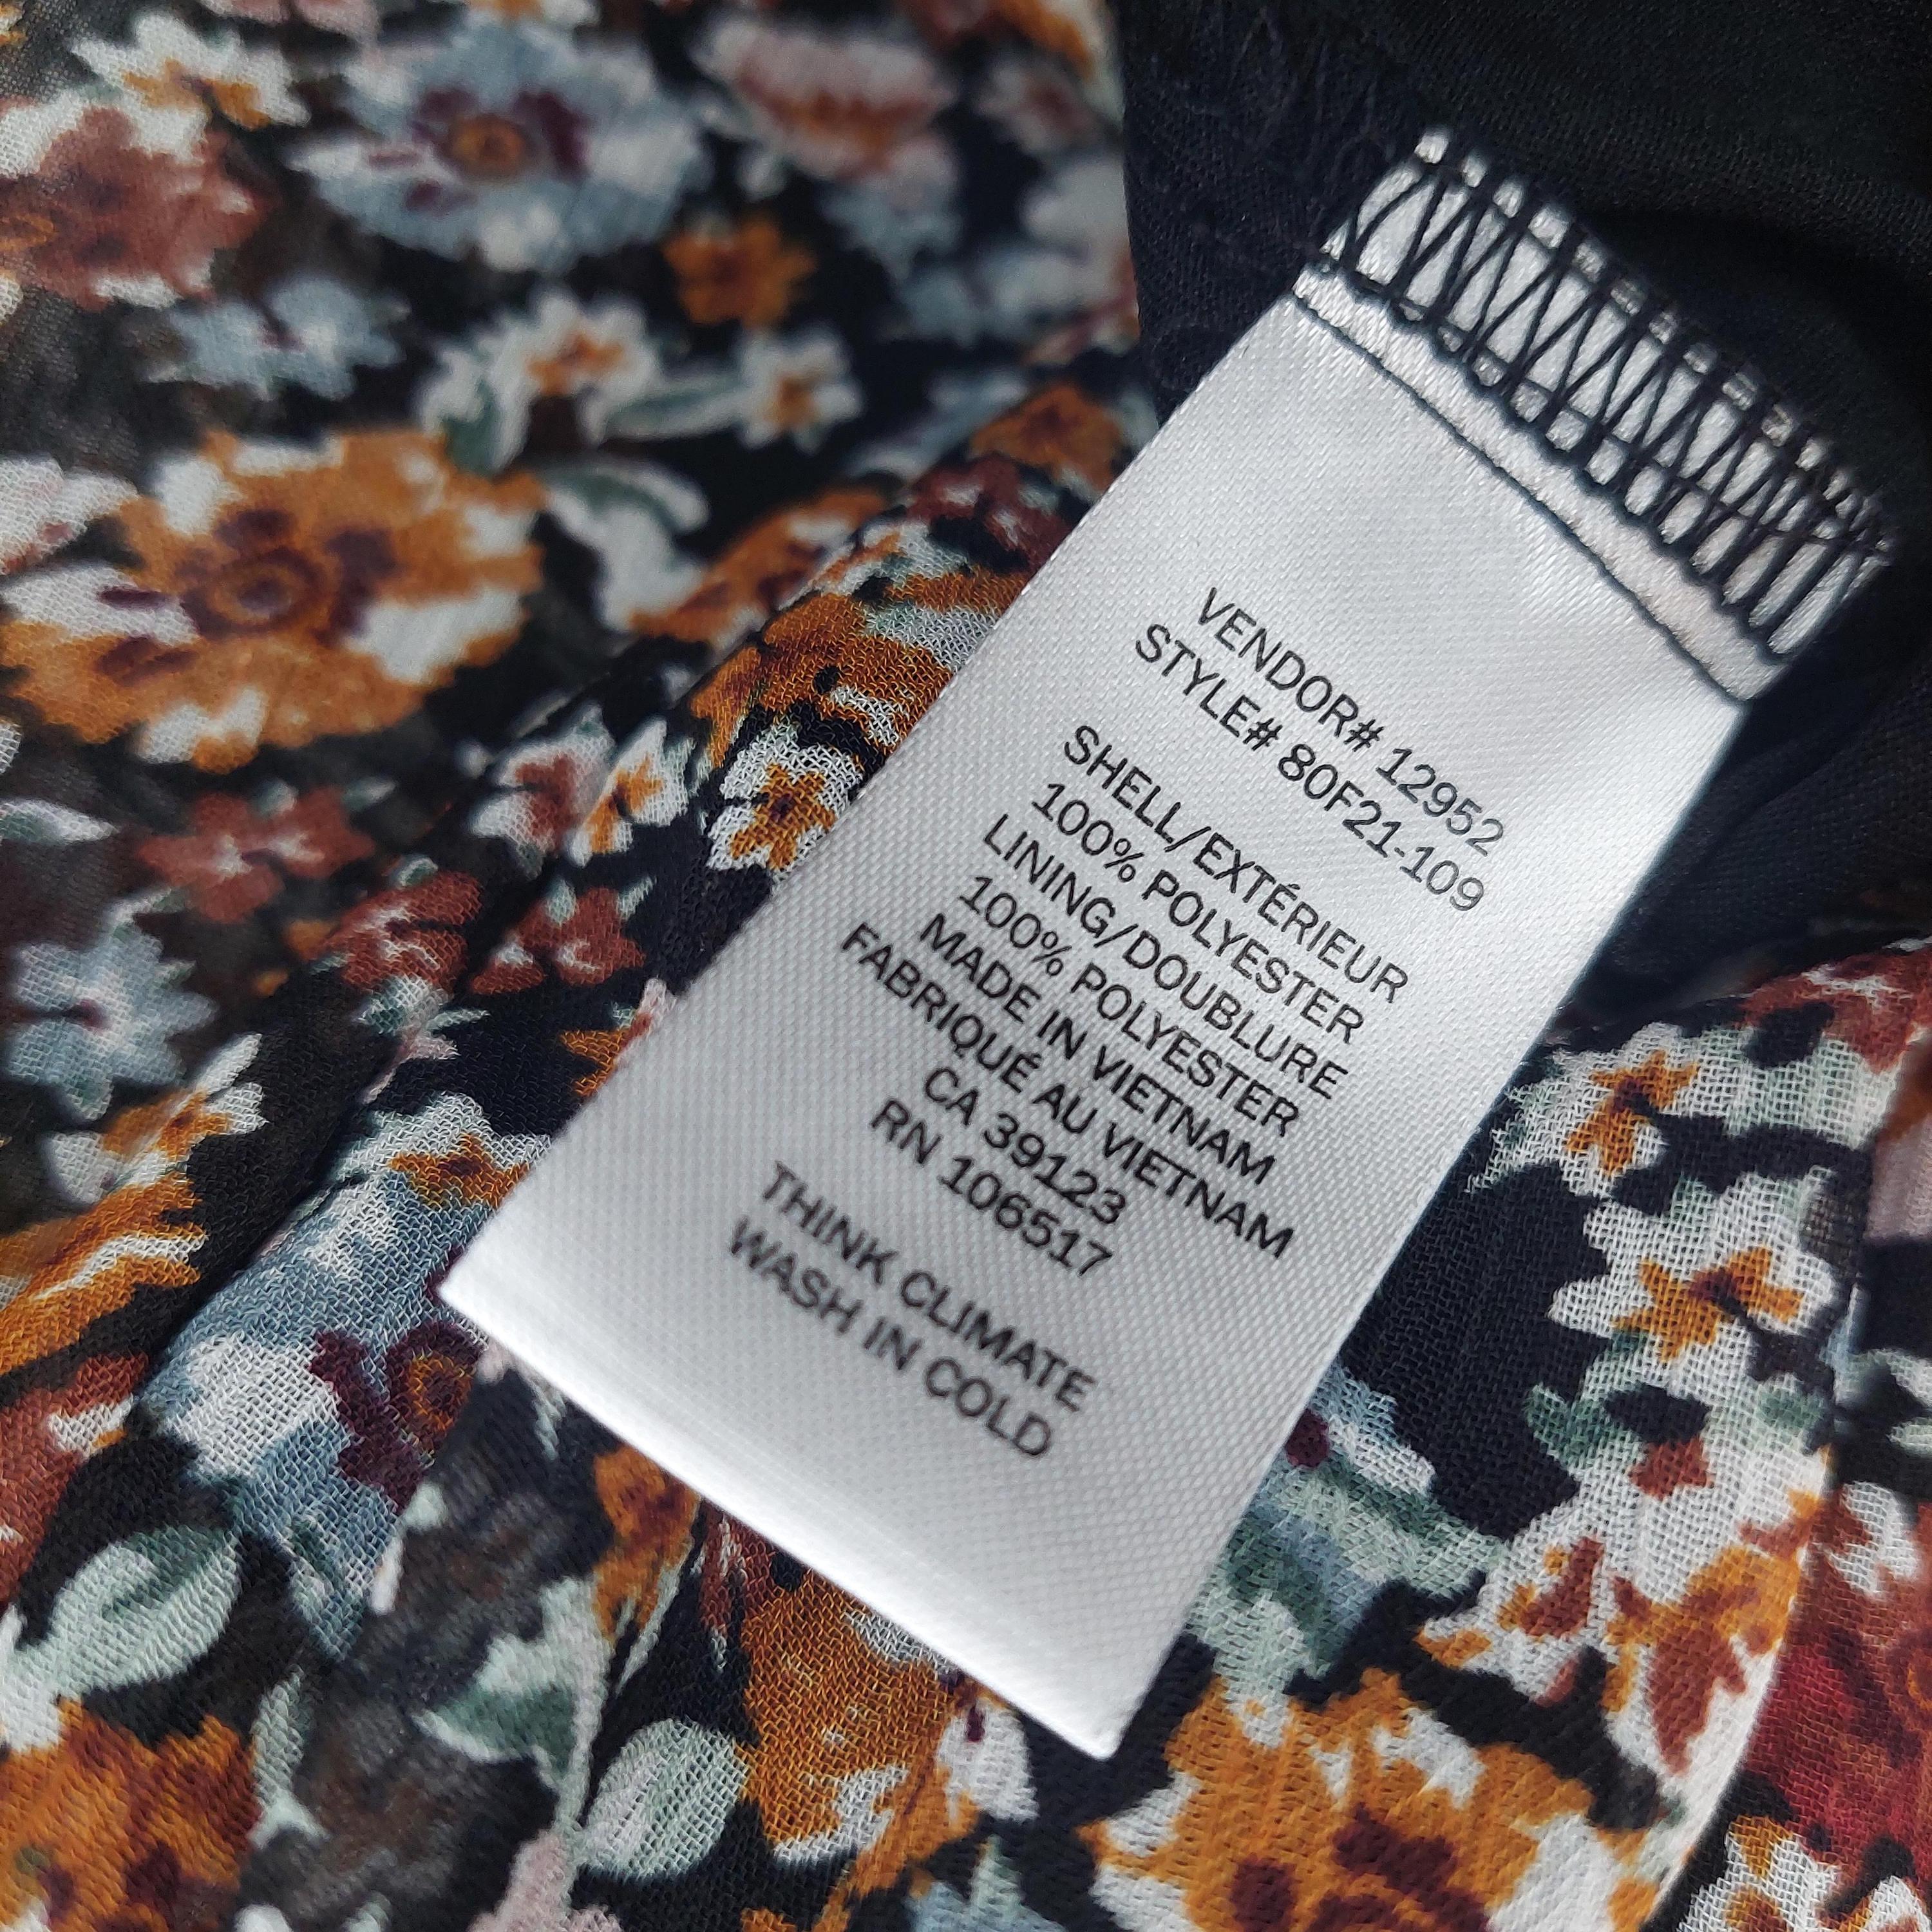 VENDOR# 12952
STYLE# 80F21-109
SHELL/EXTÉRIEUR
100% POLYESTER
LINING/DOUBLURE
100% POLYESTER
MADE IN VIETNAM
FABRIQUÉ AU VIETNAM
CA 39123
RN 106517
THINK CLIMATE
WASH IN COLD